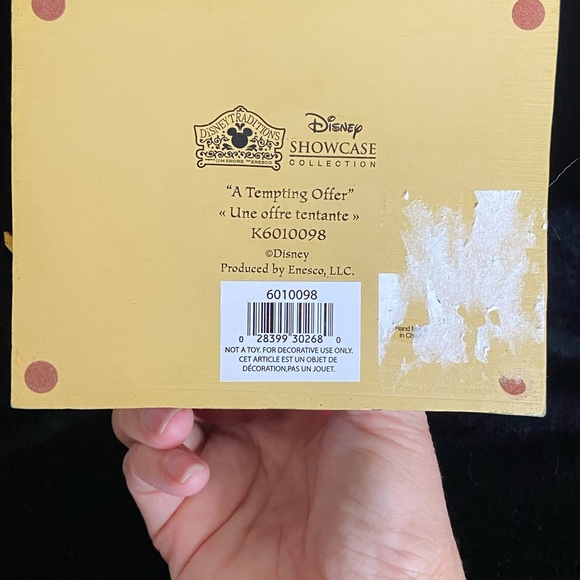 DISNEY TRADITIONS
JIM SHORE
ENESCO
Disney
SHOWCASE
COLLECTION
“A Tempting Offer”
« Une offre tentante »
K6010098
©Disney
Produced by Enesco, LLC.
6010098
0 28399 30268 0
NOT A TOY. FOR DECORATIVE USE ONLY.
CET ARTICLE EST UN OBJET DE
DÉCORATION,PAS UN JOUET.
Hand
in